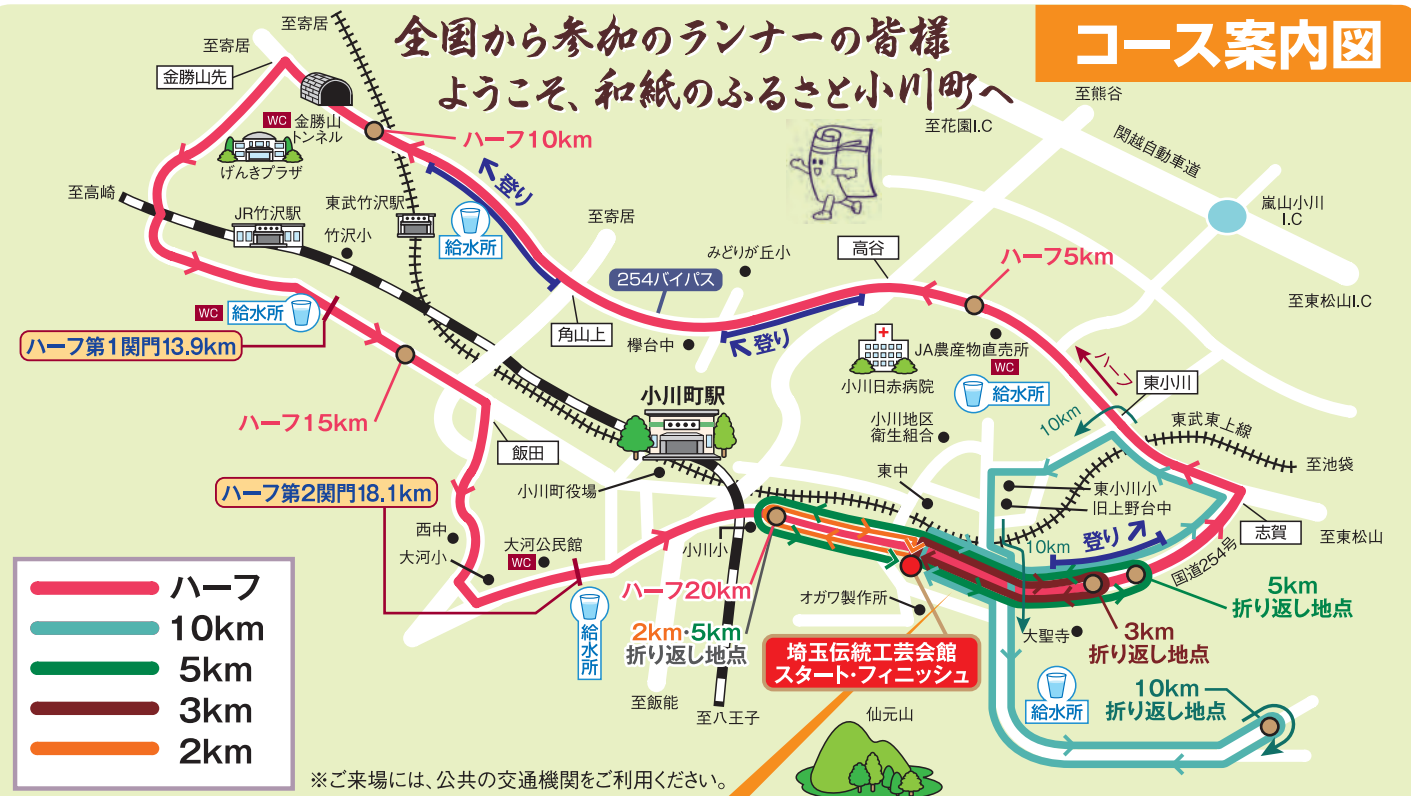 全国から参加のランナーの皆様
ようこそ、和紙のふるさと小川町へ
コース案内図
至寄居
至寄居
金勝山先
WC
金勝山
トンネル
げんきプラザ
ハーフ10km
至熊谷
至花園I.C
関越自動車道
嵐山小川
I.C
至東松山I.C
至高崎
JR竹沢駅
東武竹沢駅
竹沢小
登り
給水所
至寄居
みどりが丘小
高谷
ハーフ5km
254バイパス
角山上
欅台中
登り
WC
給水所
ハーフ第1関門13.9km
ハーフ15km
小川日赤病院
JA農産物直売所
WC
給水所
ハーフ
東小川
10km
東武東上線
至池袋
小川町駅
小川地区
衛生組合
飯田
小川町役場
東中
東小川小
旧上野台中
志賀
至東松山
ハーフ第2関門18.1km
西中
大河小
大河公民館
WC
小川小
10km
登り
国道254号
ハーフ20km
2km・5km
折り返し地点
給水所
オガワ製作所
5km
折り返し地点
3km
折り返し地点
大聖寺
埼玉伝統工芸会館
スタート・フィニッシュ
給水所
10km
折り返し地点
至飯能
至八王子
仙元山
ハーフ
10km
5km
3km
2km
※ご来場には、公共の交通機関をご利用ください。